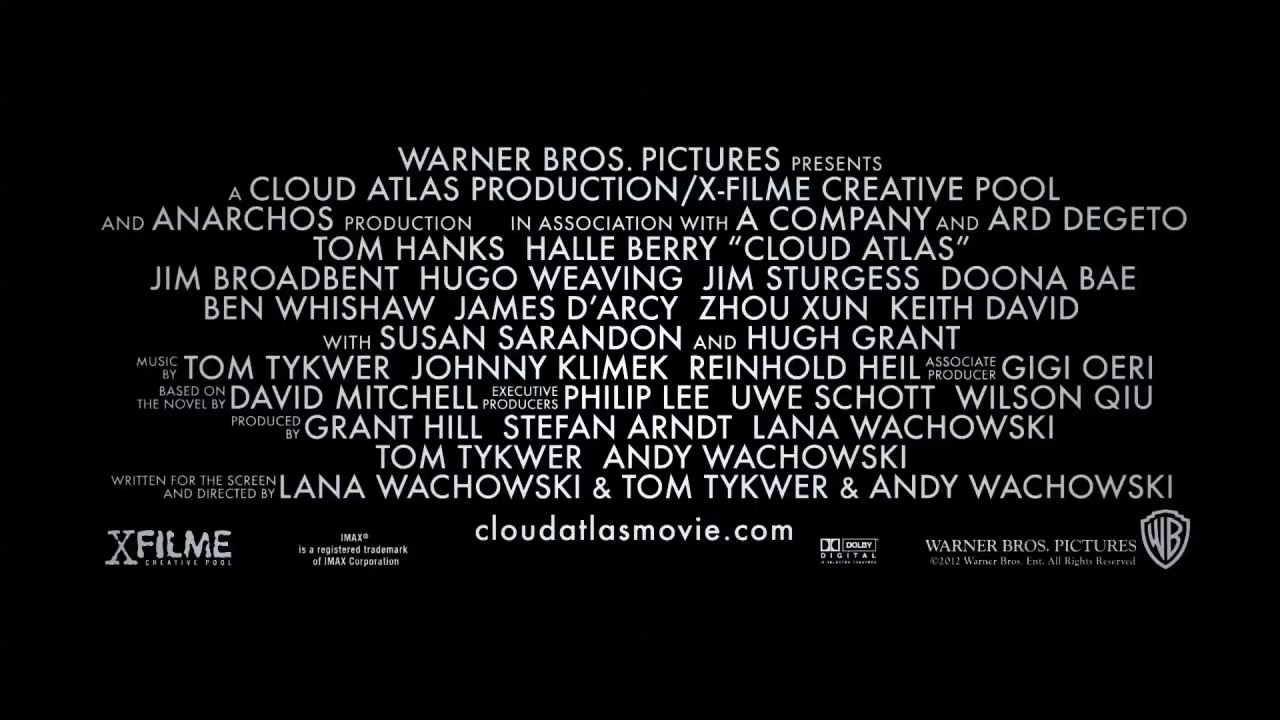 WARNER BROS. PICTURES PRESENTS
A CLOUD ATLAS PRODUCTION/X-FILME CREATIVE POOL
AND ANARCHOS PRODUCTION IN ASSOCIATION WITH A COMPANY AND ARD DEGETO
TOM HANKS HALLE BERRY “CLOUD ATLAS”
JIM BROADBENT HUGO WEAVING JIM STURGESS DOONA BAE
BEN WHISHAW JAMES D’ARCY ZHOU XUN KEITH DAVID
WITH SUSAN SARANDON AND HUGH GRANT
MUSIC BY TOM TYKWER JOHNNY KLIMEK REINHOLD HEIL ASSOCIATE PRODUCER GIGI OERI
BASED ON THE NOVEL BY DAVID MITCHELL EXECUTIVE PRODUCERS PHILIP LEE UWE SCHOTT WILSON QIU
PRODUCED BY GRANT HILL STEFAN ARNDT LANA WACHOWSKI
TOM TYKWER ANDY WACHOWSKI
WRITTEN FOR THE SCREEN AND DIRECTED BY LANA WACHOWSKI & TOM TYKWER & ANDY WACHOWSKI
cloudatlasmovie.com
XFILME
CREATIVE POOL
IMAX®
is a registered trademark
of IMAX Corporation
DOLBY
DIGITAL
IN SELECTED THEATRES
WARNER BROS. PICTURES
©2012 Warner Bros. Ent. All Rights Reserved
WB